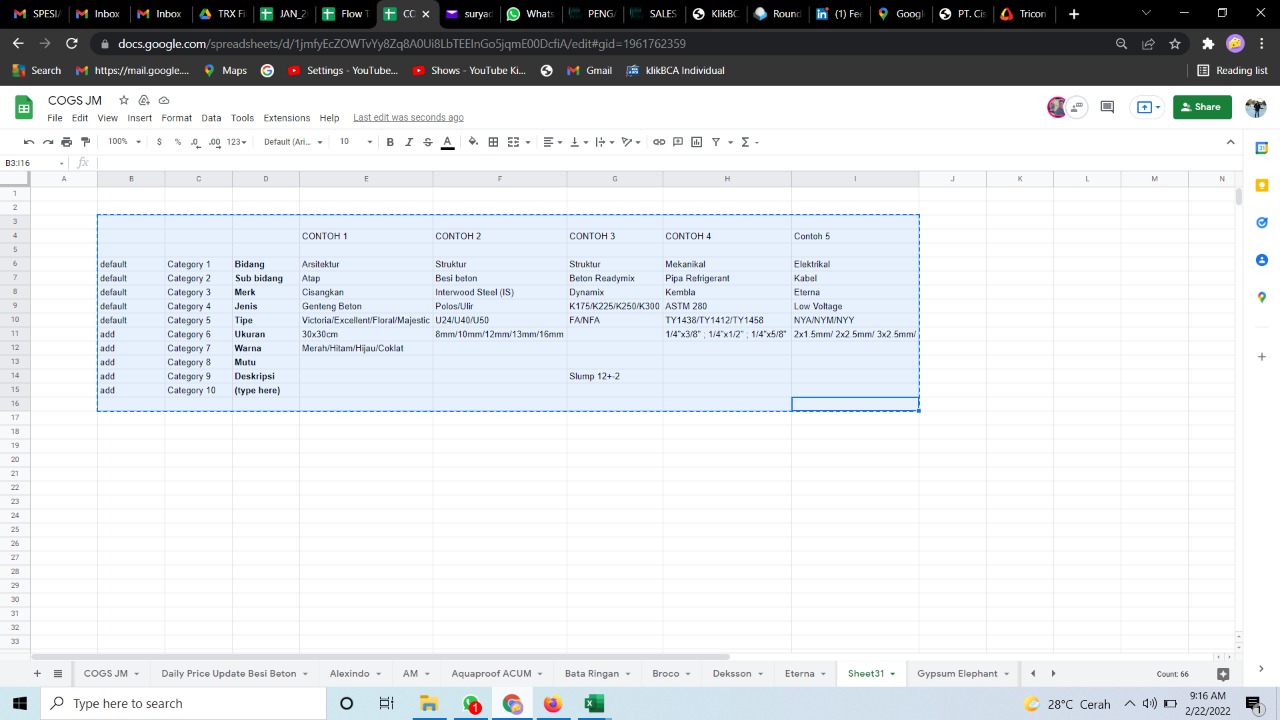 SPESI
Inbox
Inbox
TRX F
JAN_2
Flow T
CC
suryad
Whats
PENGA
SALES
KlikBC
Round
(1) Fee
Googl
PT. Cis
Tricon
docs.google.com/spreadsheets/d/1jmfyEcZOWTvYy8Zq8A0Ui8LbTEEInGo5jqmE00DcfiA/edit#gid=1961762359
Search https://mail.google.... Maps Settings - YouTube... Shows - YouTube Ki... Gmail klikBCA Individual Reading list
COGS JM
File Edit View Insert Format Data Tools Extensions Help Last edit was seconds ago
Share
100% $ % .0 .00 123 Default (Ari... 10 B I S A
B3:I16 fx
A B C D E F G H I J K L M N
1
2
3
4 CONTOH 1 CONTOH 2 CONTOH 3 CONTOH 4 Contoh 5
5
6 default Category 1 Bidang Arsitektur Struktur Struktur Mekanikal Elektrikal
7 default Category 2 Sub bidang Atap Besi beton Beton Readymix Pipa Refrigerant Kabel
8 default Category 3 Merk Cisangkan Interwood Steel (IS) Dynamix Kembla Eterna
9 default Category 4 Jenis Genteng Beton Polos/Ulir K175/K225/K250/K300 ASTM 280 Low Voltage
10 default Category 5 Tipe Victoria/Excellent/Floral/Majestic U24/U40/U50 FA/NFA TY1438/TY1412/TY1458 NYA/NYM/NYY
11 add Category 6 Ukuran 30x30cm 8mm/10mm/12mm/13mm/16mm 1/4"x3/8" ; 1/4"x1/2" ; 1/4"x5/8" 2x1.5mm/ 2x2.5mm/ 3x2.5mm/
12 add Category 7 Warna Merah/Hitam/Hijau/Coklat
13 add Category 8 Mutu
14 add Category 9 Deskripsi Slump 12+-2
15 add Category 10 (type here)
16
17
18
19
20
21
22
23
24
25
26
27
28
29
30
31
32
33
COGS JM Daily Price Update Besi Beton Alexindo AM Aquaproof ACUM Bata Ringan Broco Deksson Eterna Sheet31 Gypsum Elephant Count: 66
Type here to search
28°C Cerah
9:16 AM
2/22/2022